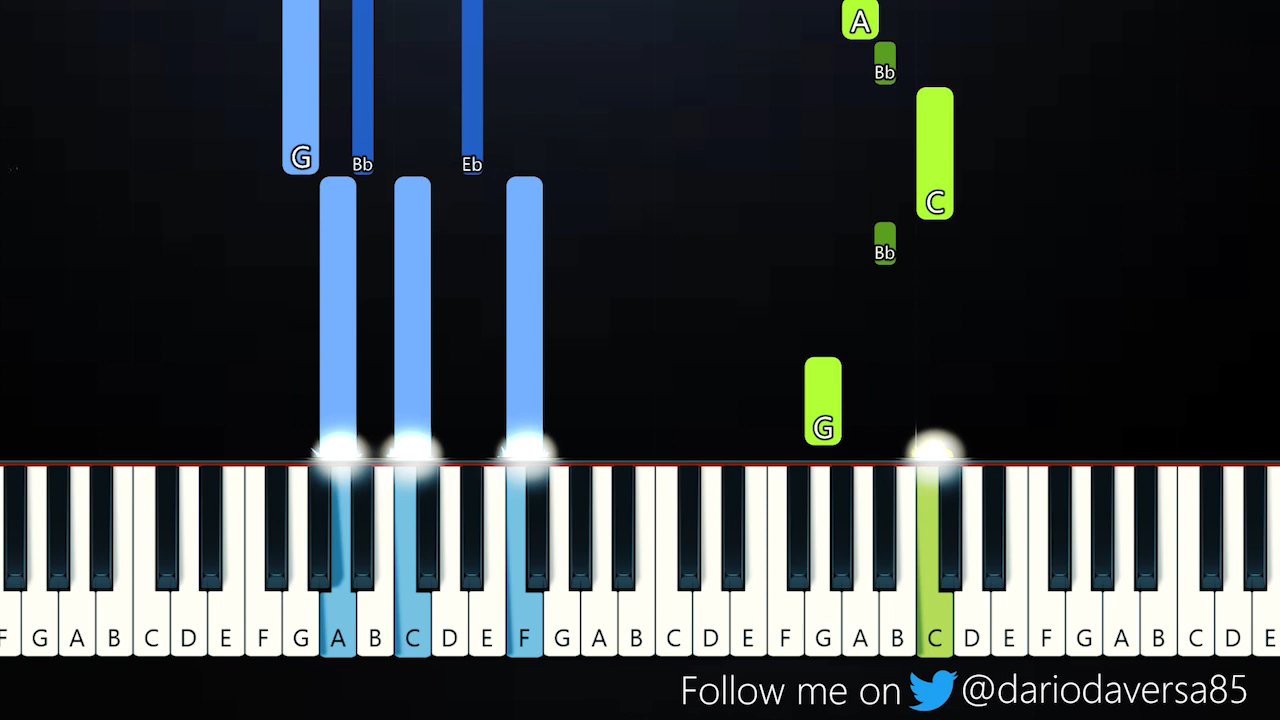 A
Bb
G Bb Eb
C
Bb
G
F G A B C D E F G A B C D E F G A B C D E F G A B C D E F G A B C D E
Follow me on @dariodaversa85